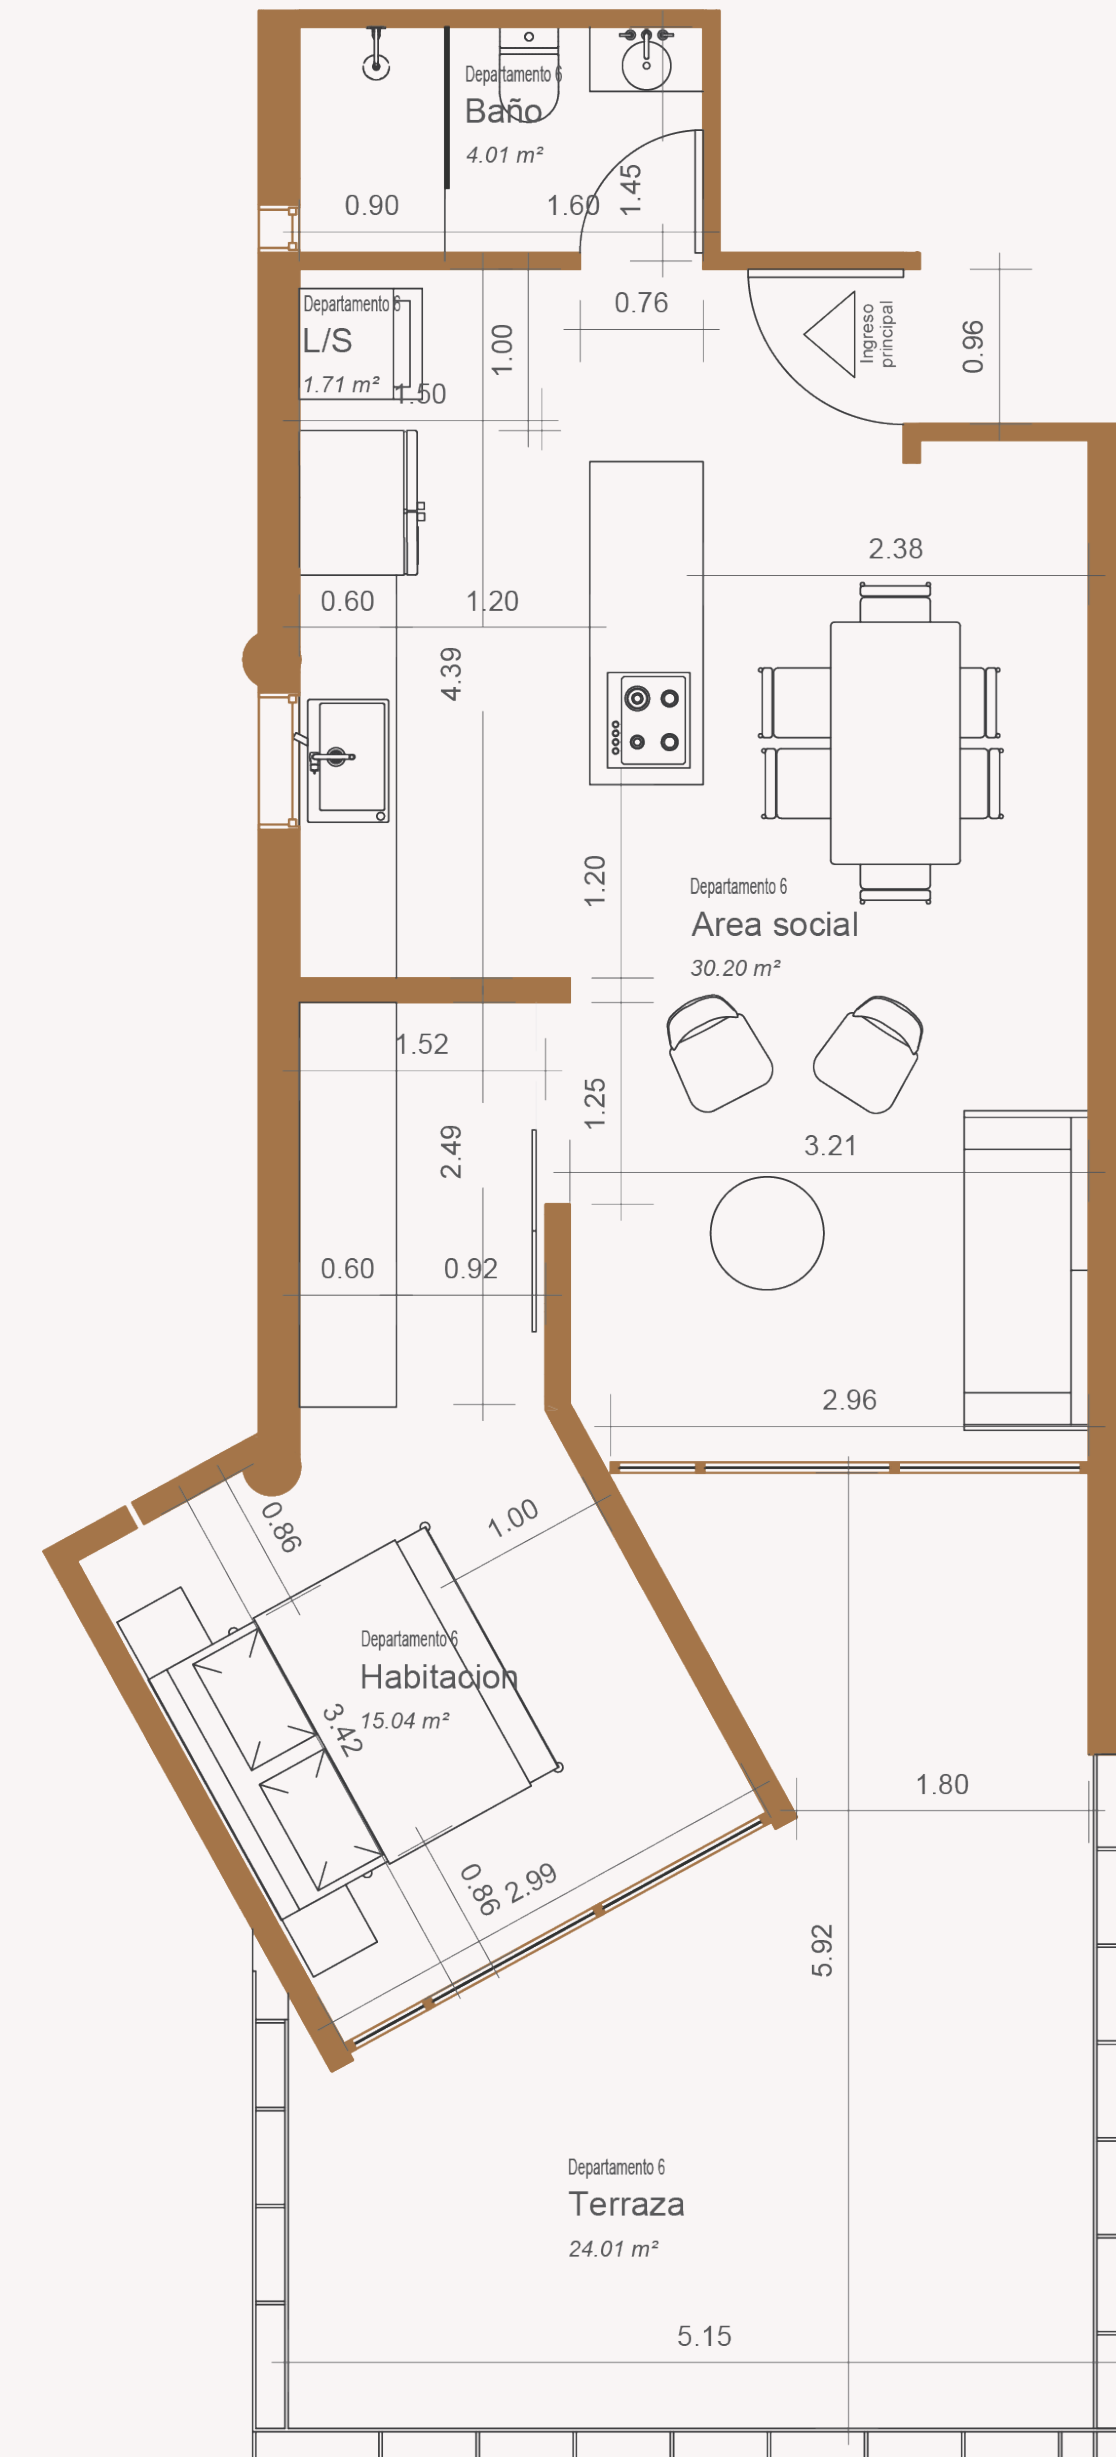 Departamento 6
Baño
4.01 m²
0.90
1.60
1.45
0.76
Ingreso
principal
0.96
Departamento 6
L/S
1.71 m²
1.50
1.00
2.38
0.60
1.20
4.39
1.20
Departamento 6
Area social
30.20 m²
1.52
1.25
2.49
3.21
0.60
0.92
2.96
0.86
1.00
Departamento 6
Habitacion
15.04 m²
3.42
1.80
0.86
2.99
5.92
Departamento 6
Terraza
24.01 m²
5.15